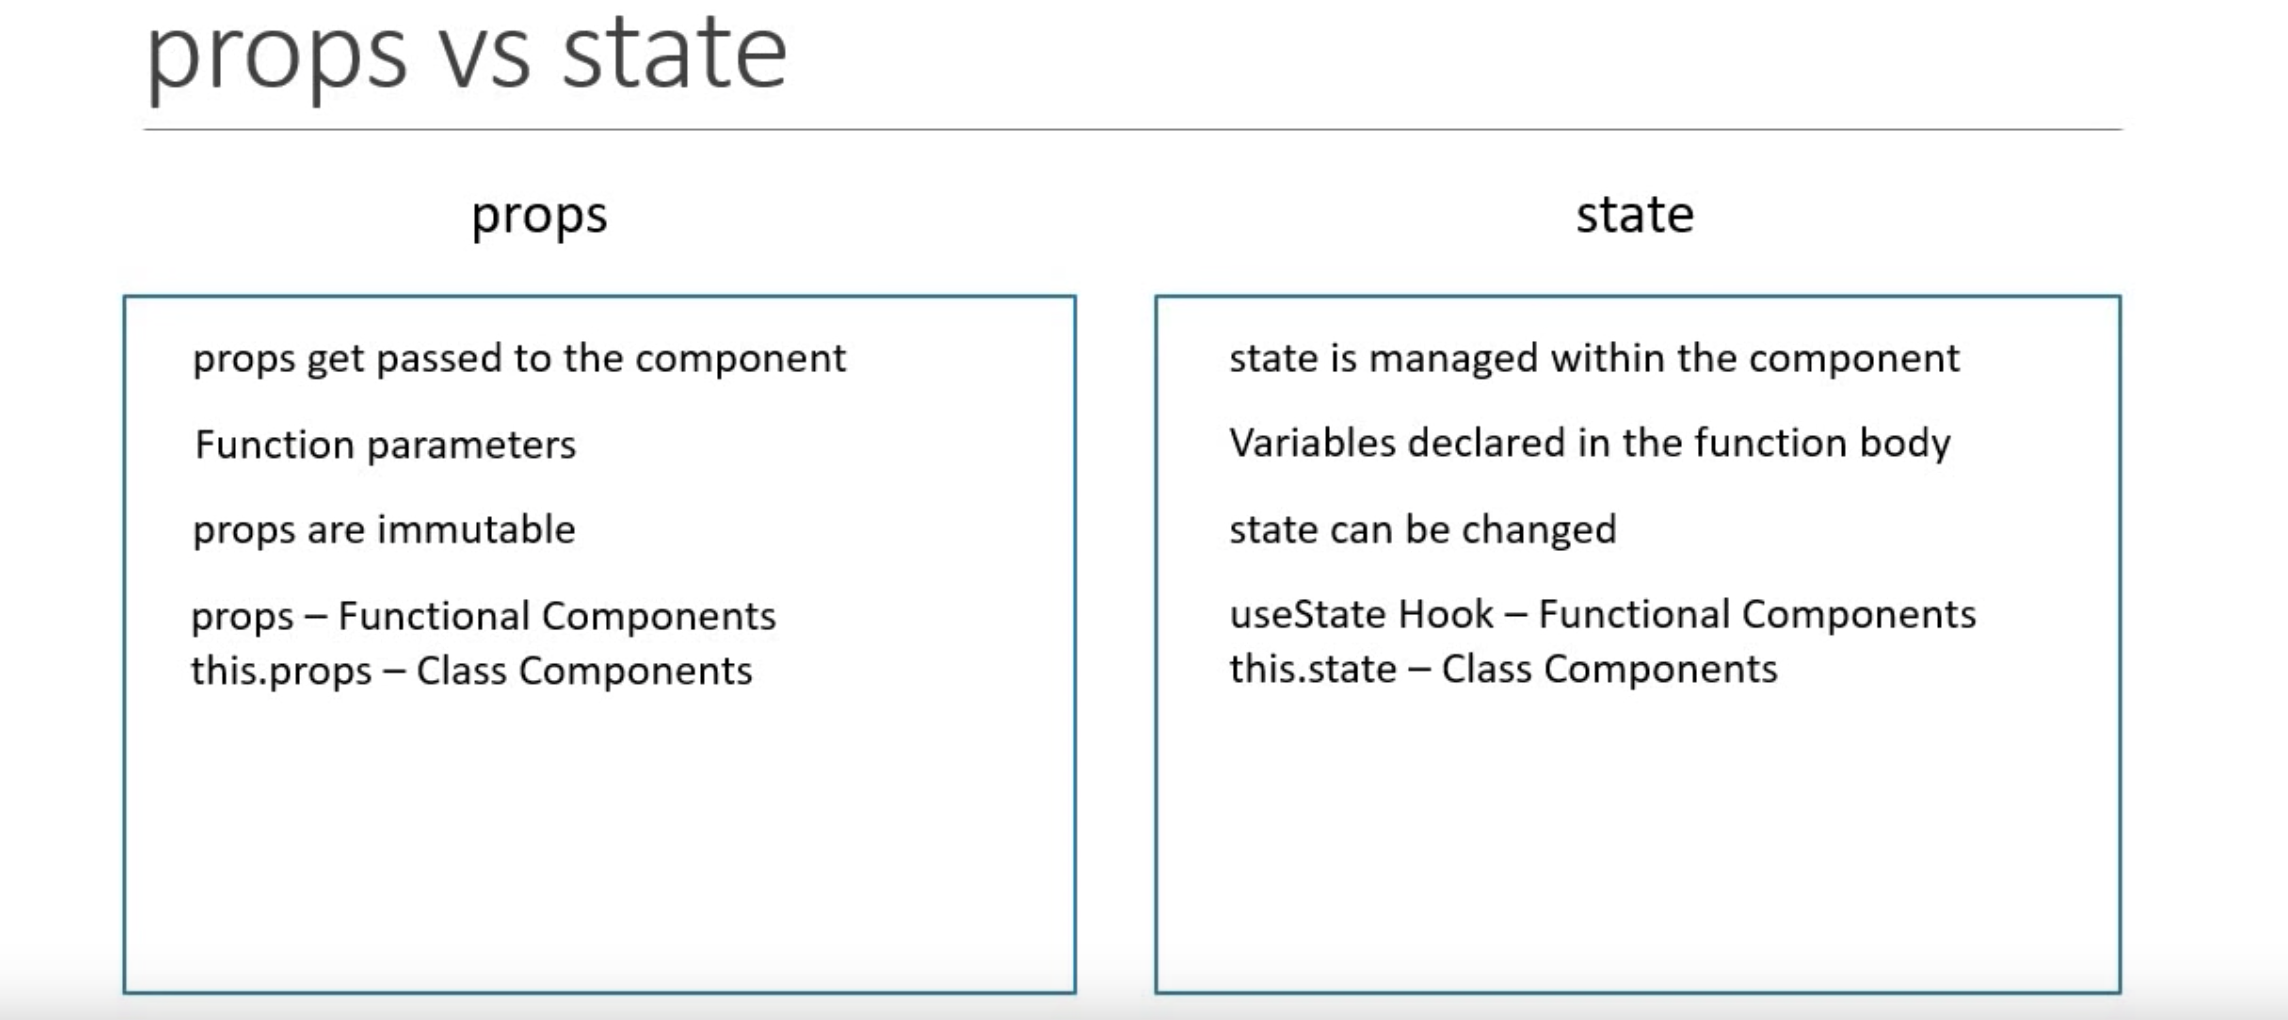 props vs state
props
props get passed to the component
Function parameters
props are immutable
props – Functional Components
this.props – Class Components
state
state is managed within the component
Variables declared in the function body
state can be changed
useState Hook – Functional Components
this.state – Class Components